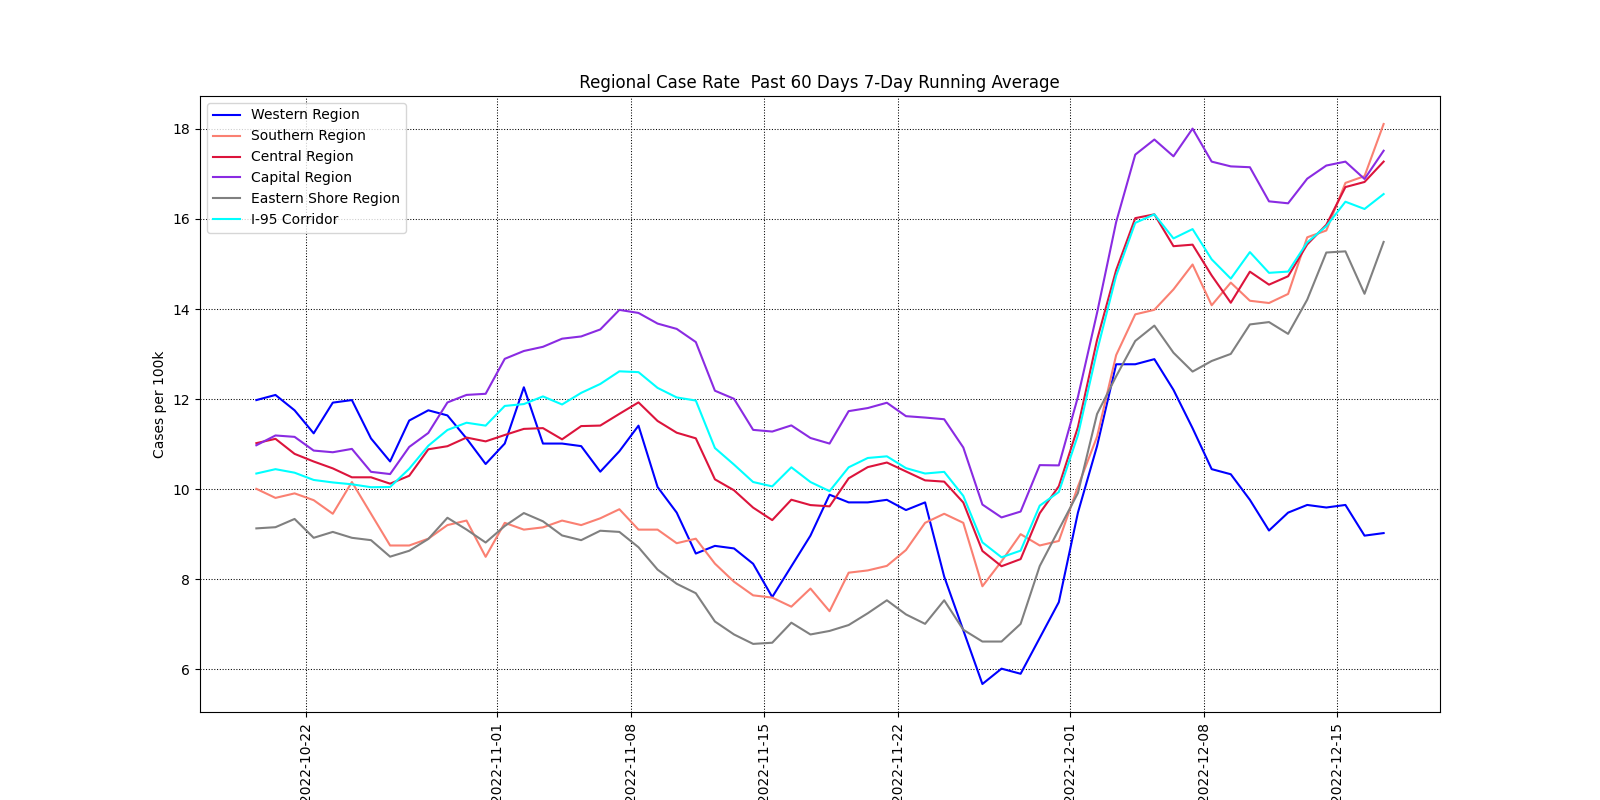 Regional Case Rate  Past 60 Days 7-Day Running Average
Western Region
Southern Region
Central Region
Capital Region
Eastern Shore Region
I-95 Corridor
Cases per 100k
18
16
14
12
10
8
6
2022-10-22
2022-11-01
2022-11-08
2022-11-15
2022-11-22
2022-12-01
2022-12-08
2022-12-15